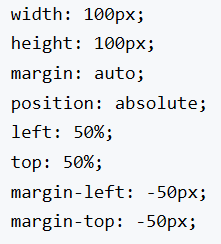 width: 100px;
height: 100px;
margin: auto;
position: absolute;
left: 50%;
top: 50%;
margin-left: -50px;
margin-top: -50px;